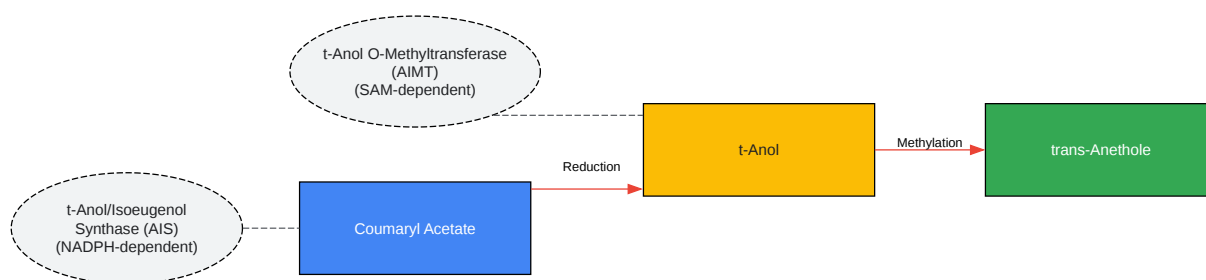 t-Anol O-Methyltransferase
(AIMT)
(SAM-dependent)
t-Anol
Methylation
trans-Anethole
Reduction
t-Anol/Isoeugenol
Synthase (AIS)
(NADPH-dependent)
Coumaryl Acetate